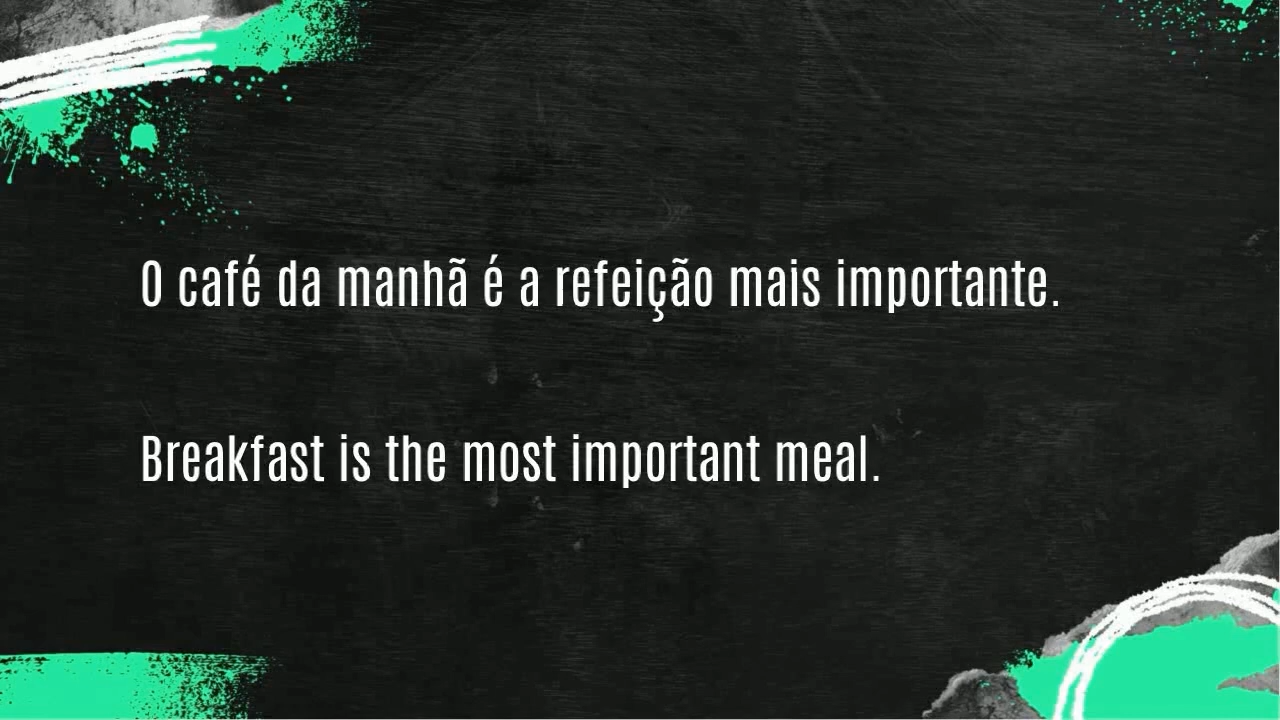 O café da manhã é a refeição mais importante.
Breakfast is the most important meal.